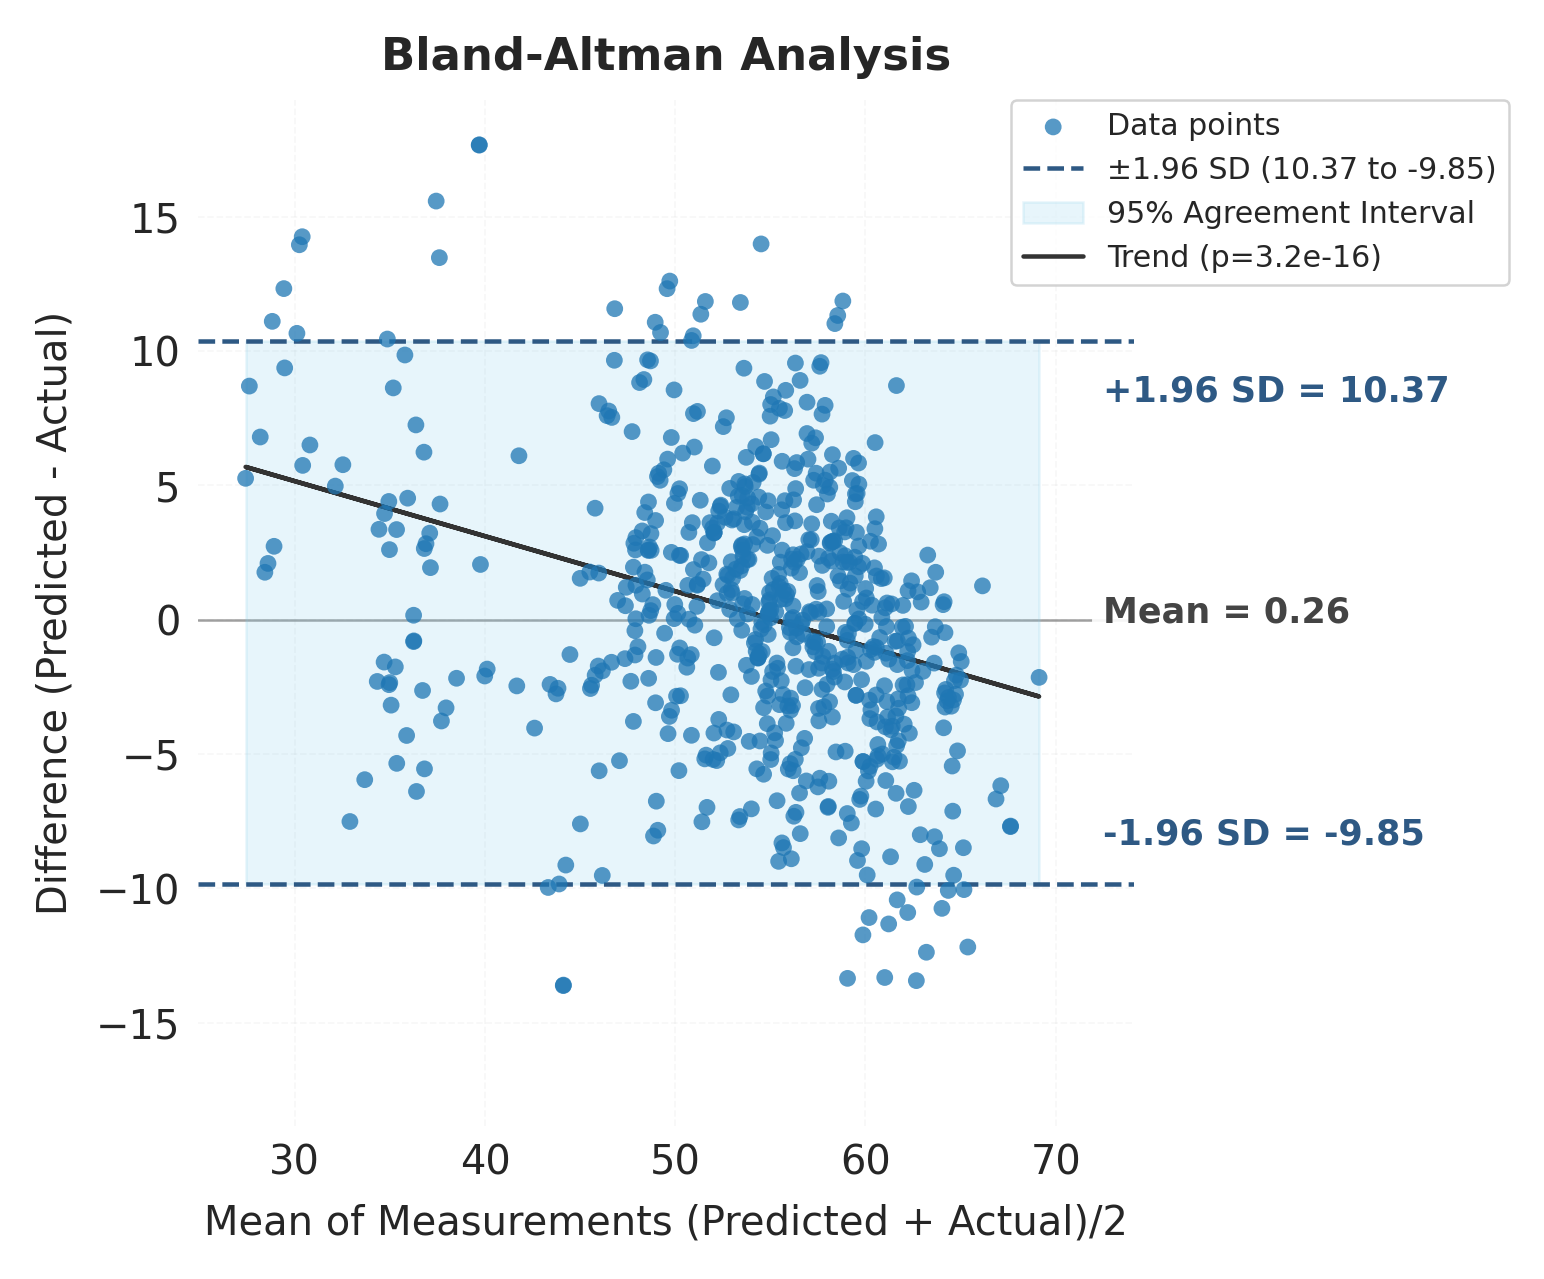 Bland-Altman Analysis
Data points
±1.96 SD (10.37 to -9.85)
95% Agreement Interval
Trend (p=3.2e-16)
Difference (Predicted - Actual)
15
10
5
0
−5
−10
−15
+1.96 SD = 10.37
Mean = 0.26
-1.96 SD = -9.85
30
40
50
60
70
Mean of Measurements (Predicted + Actual)/2